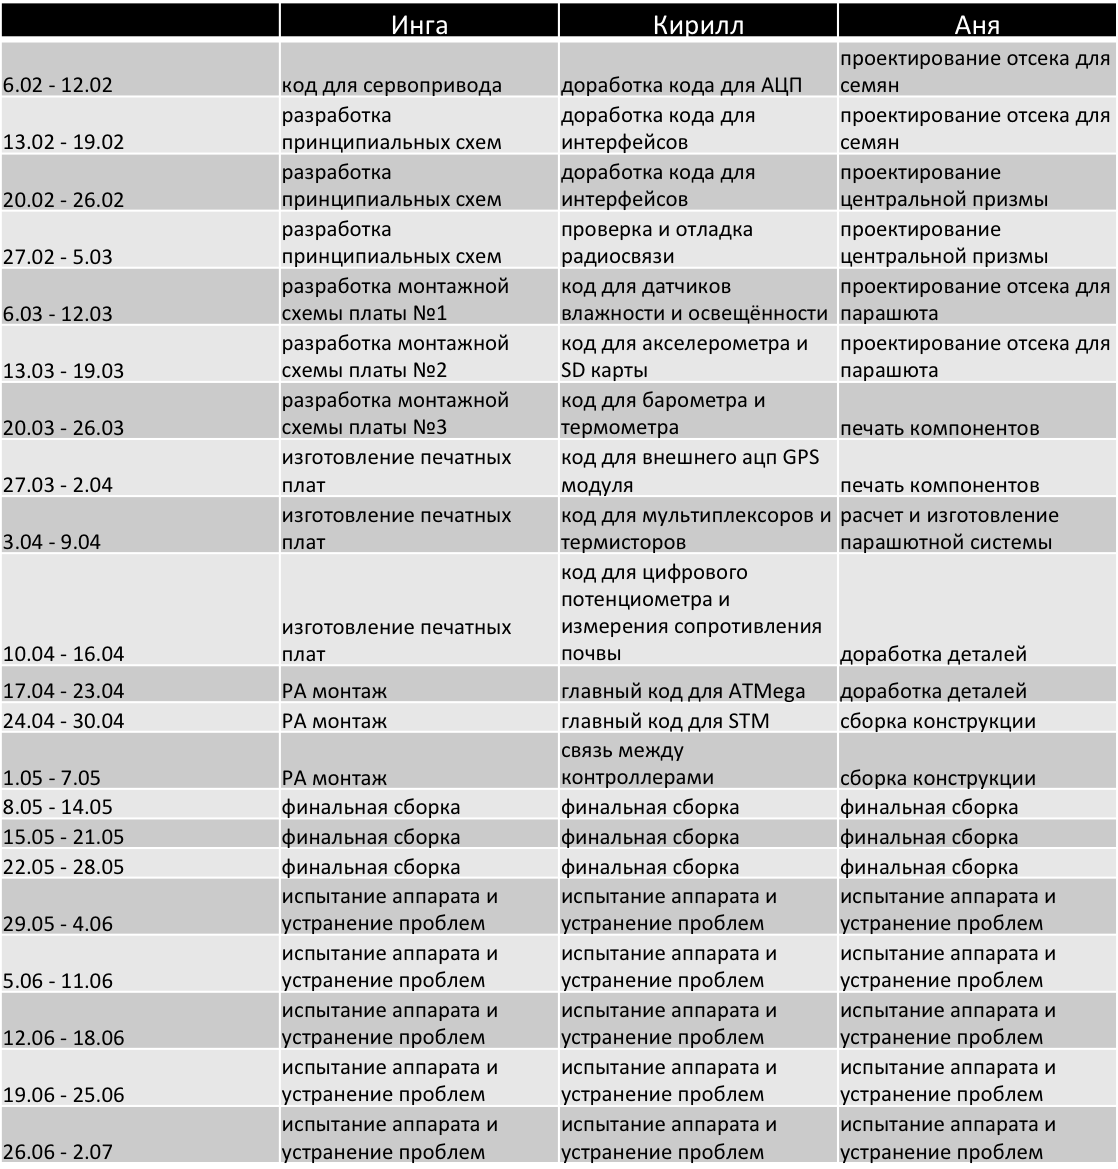 Инга Кирилл Аня
проектирование отсека для
6.02 - 12.02 код для сервопривода доработка кода для АЦП семян
разработка доработка кода для проектирование отсека для
13.02 - 19.02 принципиальных схем интерфейсов семян
разработка доработка кода для проектирование
20.02 - 26.02 принципиальных схем интерфейсов центральной призмы
разработка проверка и отладка проектирование
27.02 - 5.03 принципиальных схем радиосвязи центральной призмы
разработка монтажной код для датчиков проектирование отсека для
6.03 - 12.03 схемы платы №1 влажности и освещённости парашюта
разработка монтажной код для акселерометра и проектирование отсека для
13.03 - 19.03 схемы платы №2 SD карты парашюта
разработка монтажной код для барометра и
20.03 - 26.03 схемы платы №3 термометра печать компонентов
изготовление печатных код для внешнего ацп GPS
27.03 - 2.04 плат модуля печать компонентов
изготовление печатных код для мультиплексоров и расчет и изготовление
3.04 - 9.04 плат термисторов парашютной системы
код для цифрового
потенциометра и
изготовление печатных измерения сопротивления
10.04 - 16.04 плат почвы доработка деталей
17.04 - 23.04 РА монтаж главный код для ATMega доработка деталей
24.04 - 30.04 РА монтаж главный код для STM сборка конструкции
связь между
1.05 - 7.05 РА монтаж контроллерами сборка конструкции
8.05 - 14.05 финальная сборка финальная сборка финальная сборка
15.05 - 21.05 финальная сборка финальная сборка финальная сборка
22.05 - 28.05 финальная сборка финальная сборка финальная сборка
испытание аппарата и испытание аппарата и испытание аппарата и
29.05 - 4.06 устранение проблем устранение проблем устранение проблем
испытание аппарата и испытание аппарата и испытание аппарата и
5.06 - 11.06 устранение проблем устранение проблем устранение проблем
испытание аппарата и испытание аппарата и испытание аппарата и
12.06 - 18.06 устранение проблем устранение проблем устранение проблем
испытание аппарата и испытание аппарата и испытание аппарата и
19.06 - 25.06 устранение проблем устранение проблем устранение проблем
испытание аппарата и испытание аппарата и испытание аппарата и
26.06 - 2.07 устранение проблем устранение проблем устранение проблем